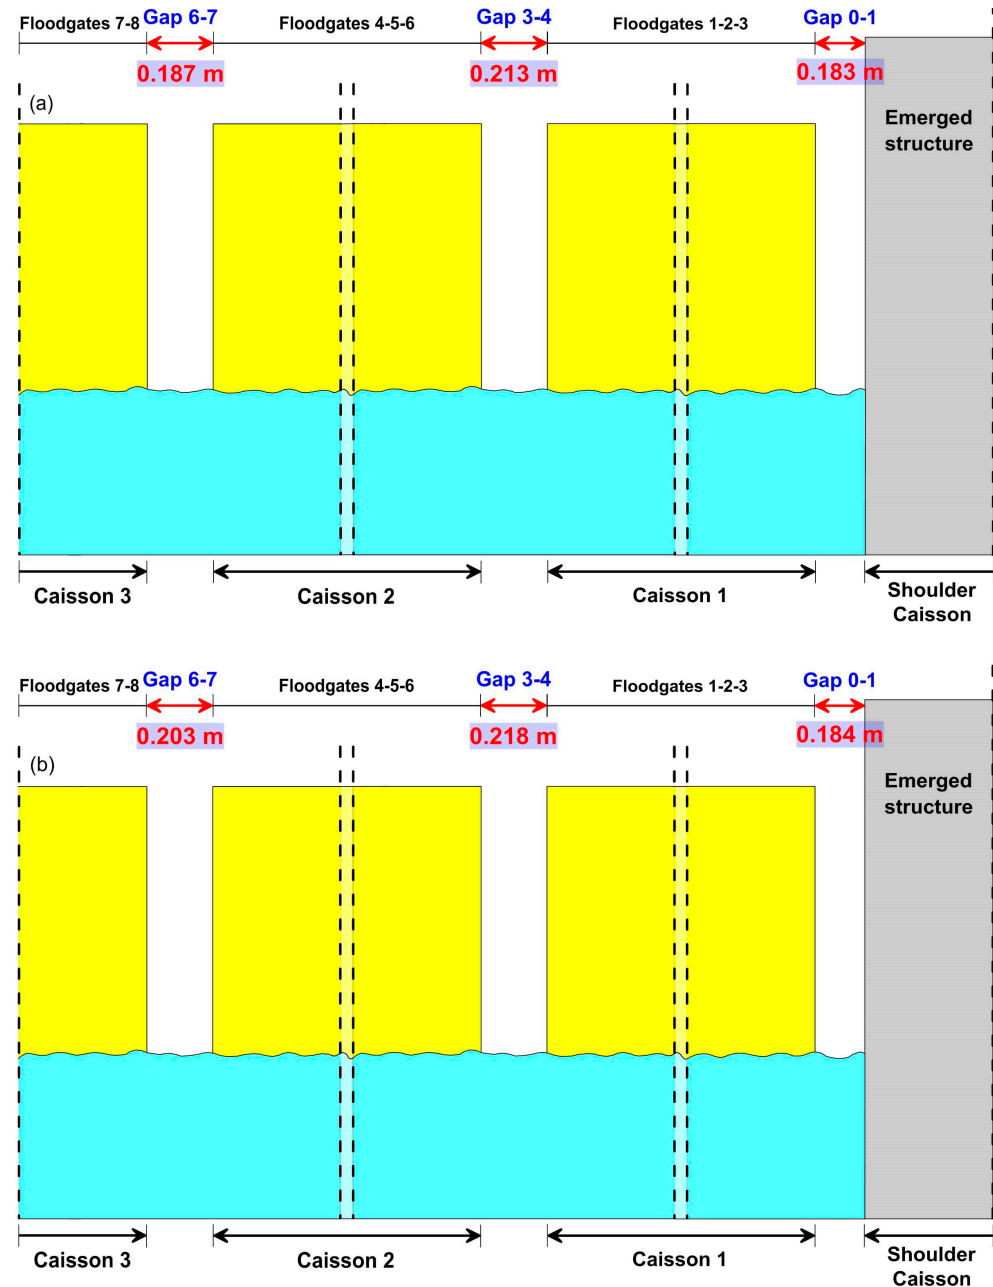 Floodgates 7-8 Gap 6-7 Floodgates 4-5-6 Gap 3-4 Floodgates 1-2-3 Gap 0-1
0.187 m 0.213 m 0.183 m
(a)
Emerged
structure
Caisson 3 Caisson 2 Caisson 1 Shoulder
Caisson
Floodgates 7-8 Gap 6-7 Floodgates 4-5-6 Gap 3-4 Floodgates 1-2-3 Gap 0-1
0.203 m 0.218 m 0.184 m
(b)
Emerged
structure
Caisson 3 Caisson 2 Caisson 1 Shoulder
Caisson